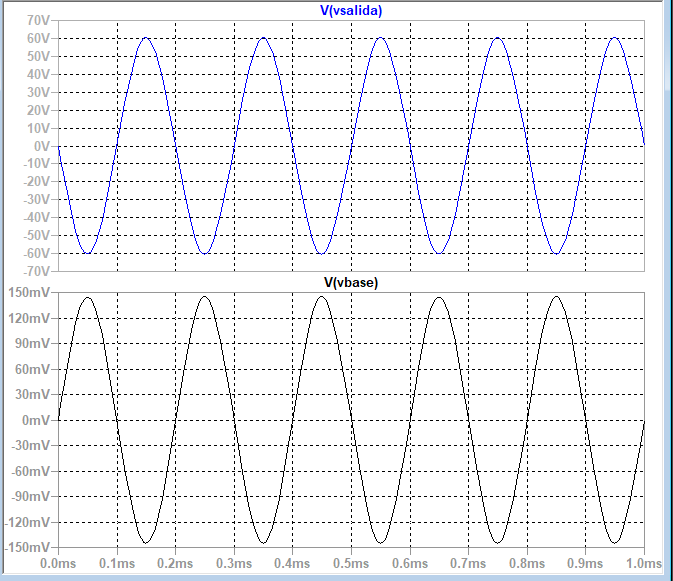 V(vsalida)
70V
60V
50V
40V
30V
20V
10V
0V
-10V
-20V
-30V
-40V
-50V
-60V
-70V
V(vbase)
150mV
120mV
90mV
60mV
30mV
0mV
-30mV
-60mV
-90mV
-120mV
-150mV
0.0ms 0.1ms 0.2ms 0.3ms 0.4ms 0.5ms 0.6ms 0.7ms 0.8ms 0.9ms 1.0ms